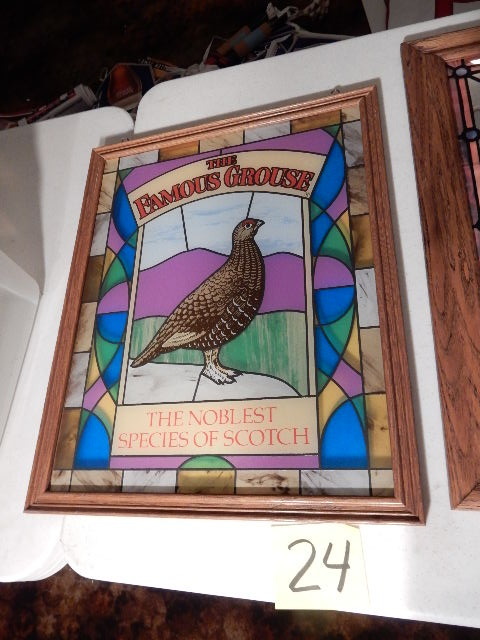 THE
FAMOUS GROUSE
THE NOBLEST
SPECIES OF SCOTCH
24